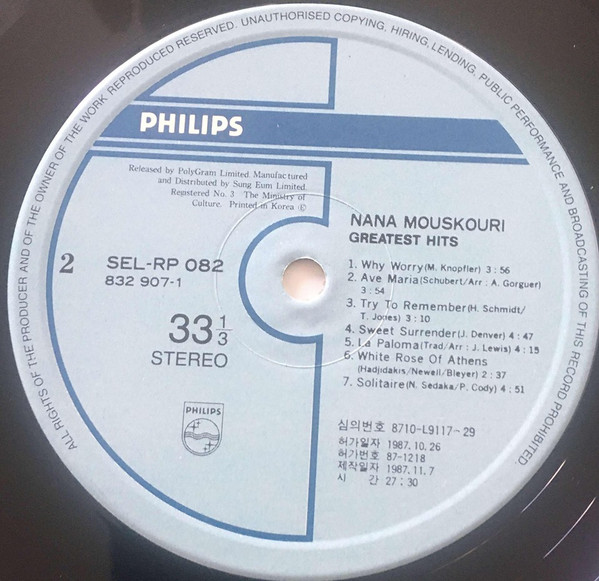 ALL RIGHTS OF THE PRODUCER AND OF THE OWNER OF THE WORK REPRODUCED RESERVED. UNAUTHORISED COPYING, HIRING, LENDING, PUBLIC PERFORMANCE AND BROADCASTING OF THIS RECORD PROHIBITED.
PHILIPS
Released by PolyGram Limited. Manufactured
and Distributed by Sung Eum Limited.
Regstered No. 3 The Ministry of
Culture. Printed in Korea Ⓔ
2
SEL-RP 082
832 907-1
33 1/3
STEREO
PHILIPS
NANA MOUSKOURI
GREATEST HITS
1. Why Worry(M. Knopfler) 3 : 56
2. Ave Maria(Schubert/Arr : A. Gorguer)
3 : 54
3. Try To Remember(H. Schmidt/
T. Jones) 3 : 10
4. Sweet Surrender(J. Denver) 4 : 47
5. La Paloma(Trad/Arr : J. Lewis) 4 : 15
6. White Rose Of Athens
(Hadjidakis/Newell/Bleyer) 2 : 37
7. Solitaire(N. Sedaka/P. Cody) 4 : 51
심의번호 8710-L9117-29
허가일자 1987.10.26
허가번호 87-1218
제작일자 1987.11.7
시 간 27 : 30